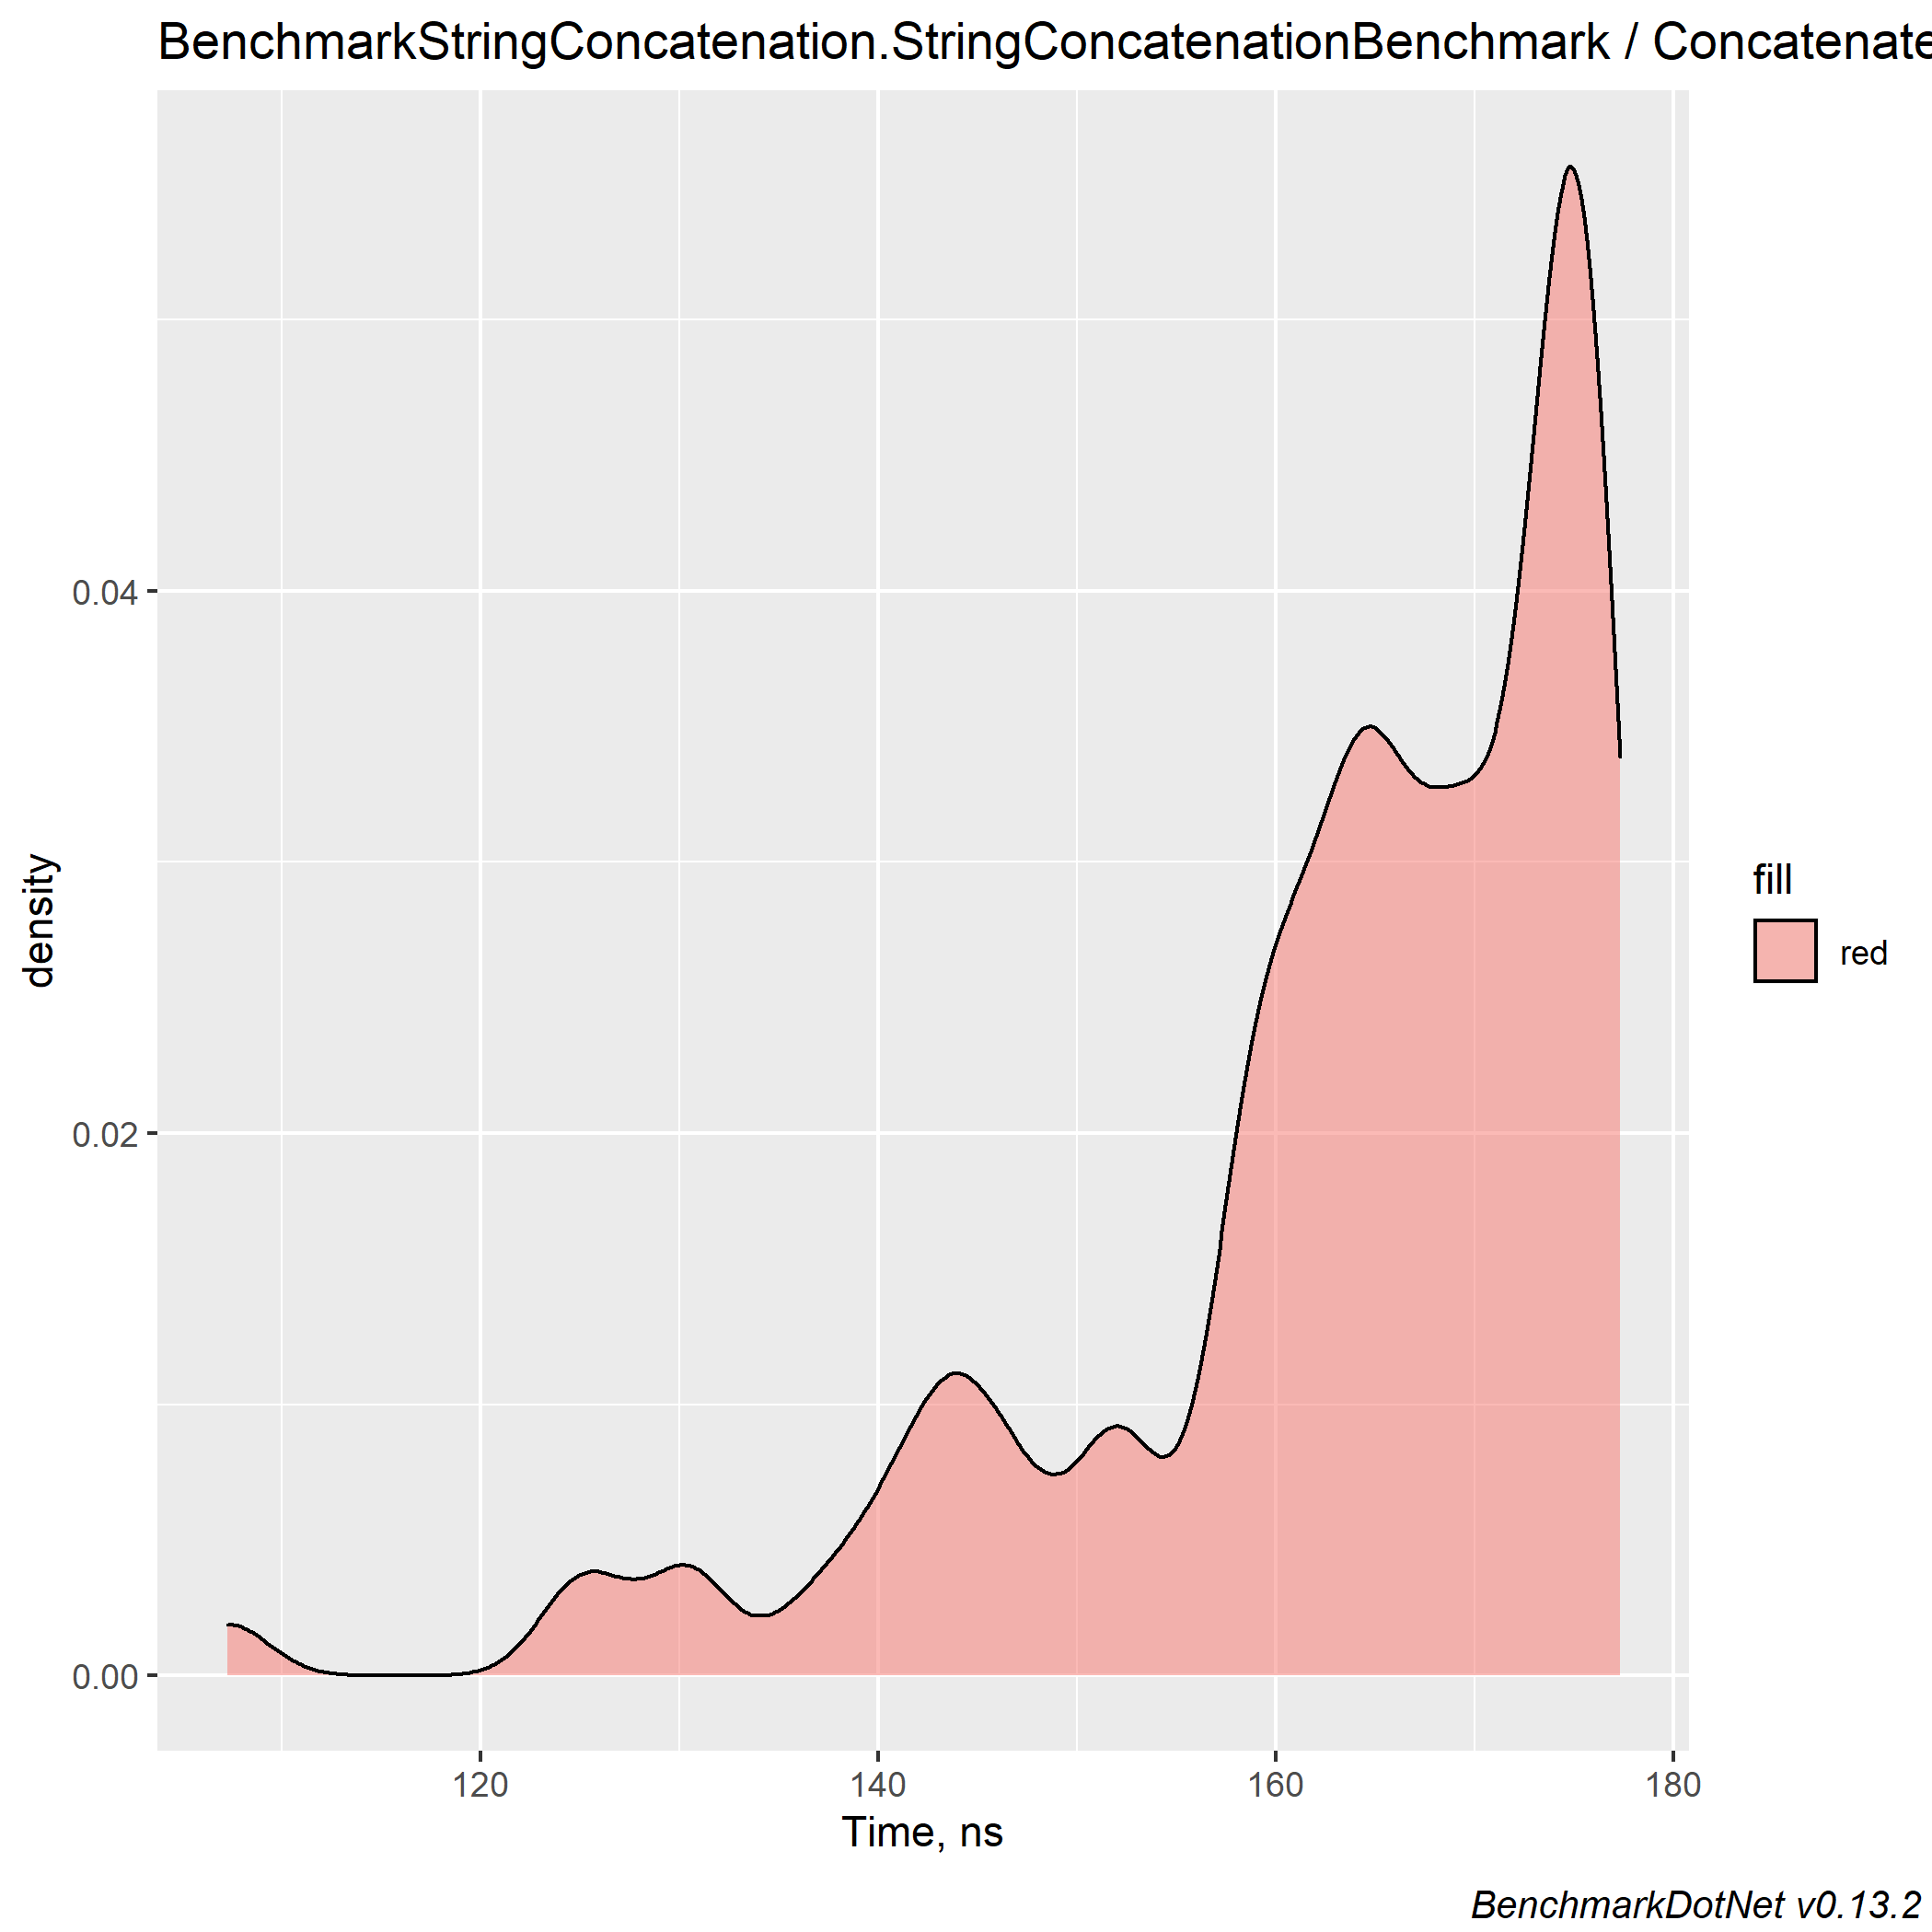 BenchmarkStringConcatenation.StringConcatenationBenchmark / Concatenate
0.04
0.02
0.00
density
120 140 160 180
Time, ns
fill
red
BenchmarkDotNet v0.13.2